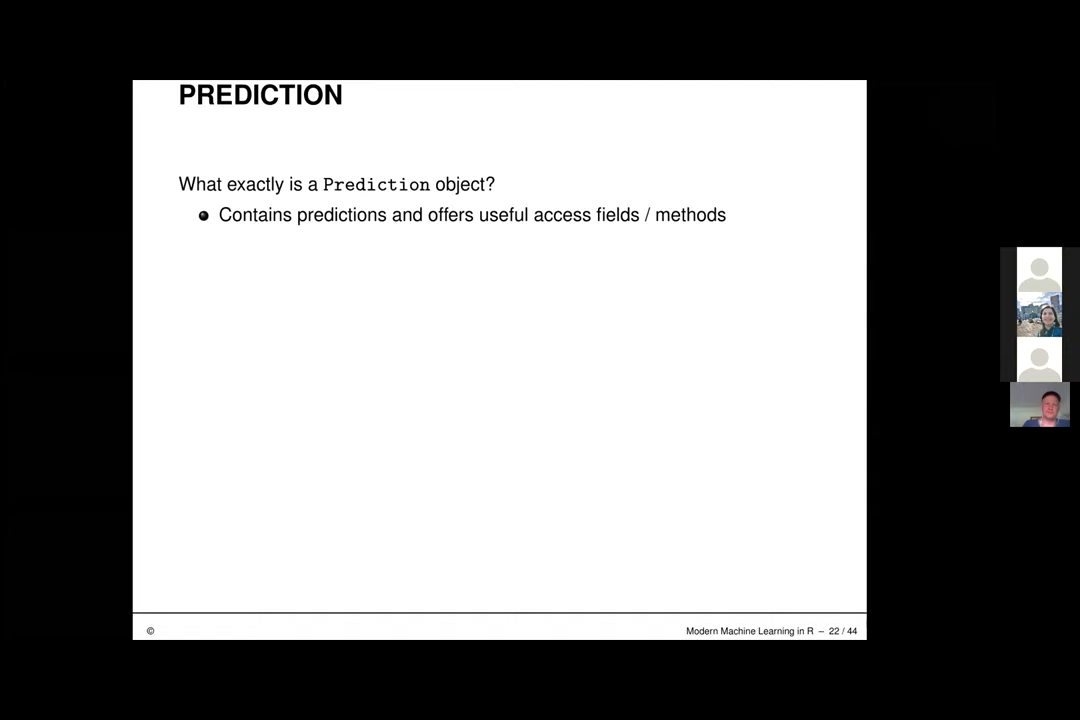 PREDICTION
What exactly is a Prediction object?
Contains predictions and offers useful access fields / methods
©
Modern Machine Learning in R – 22 / 44